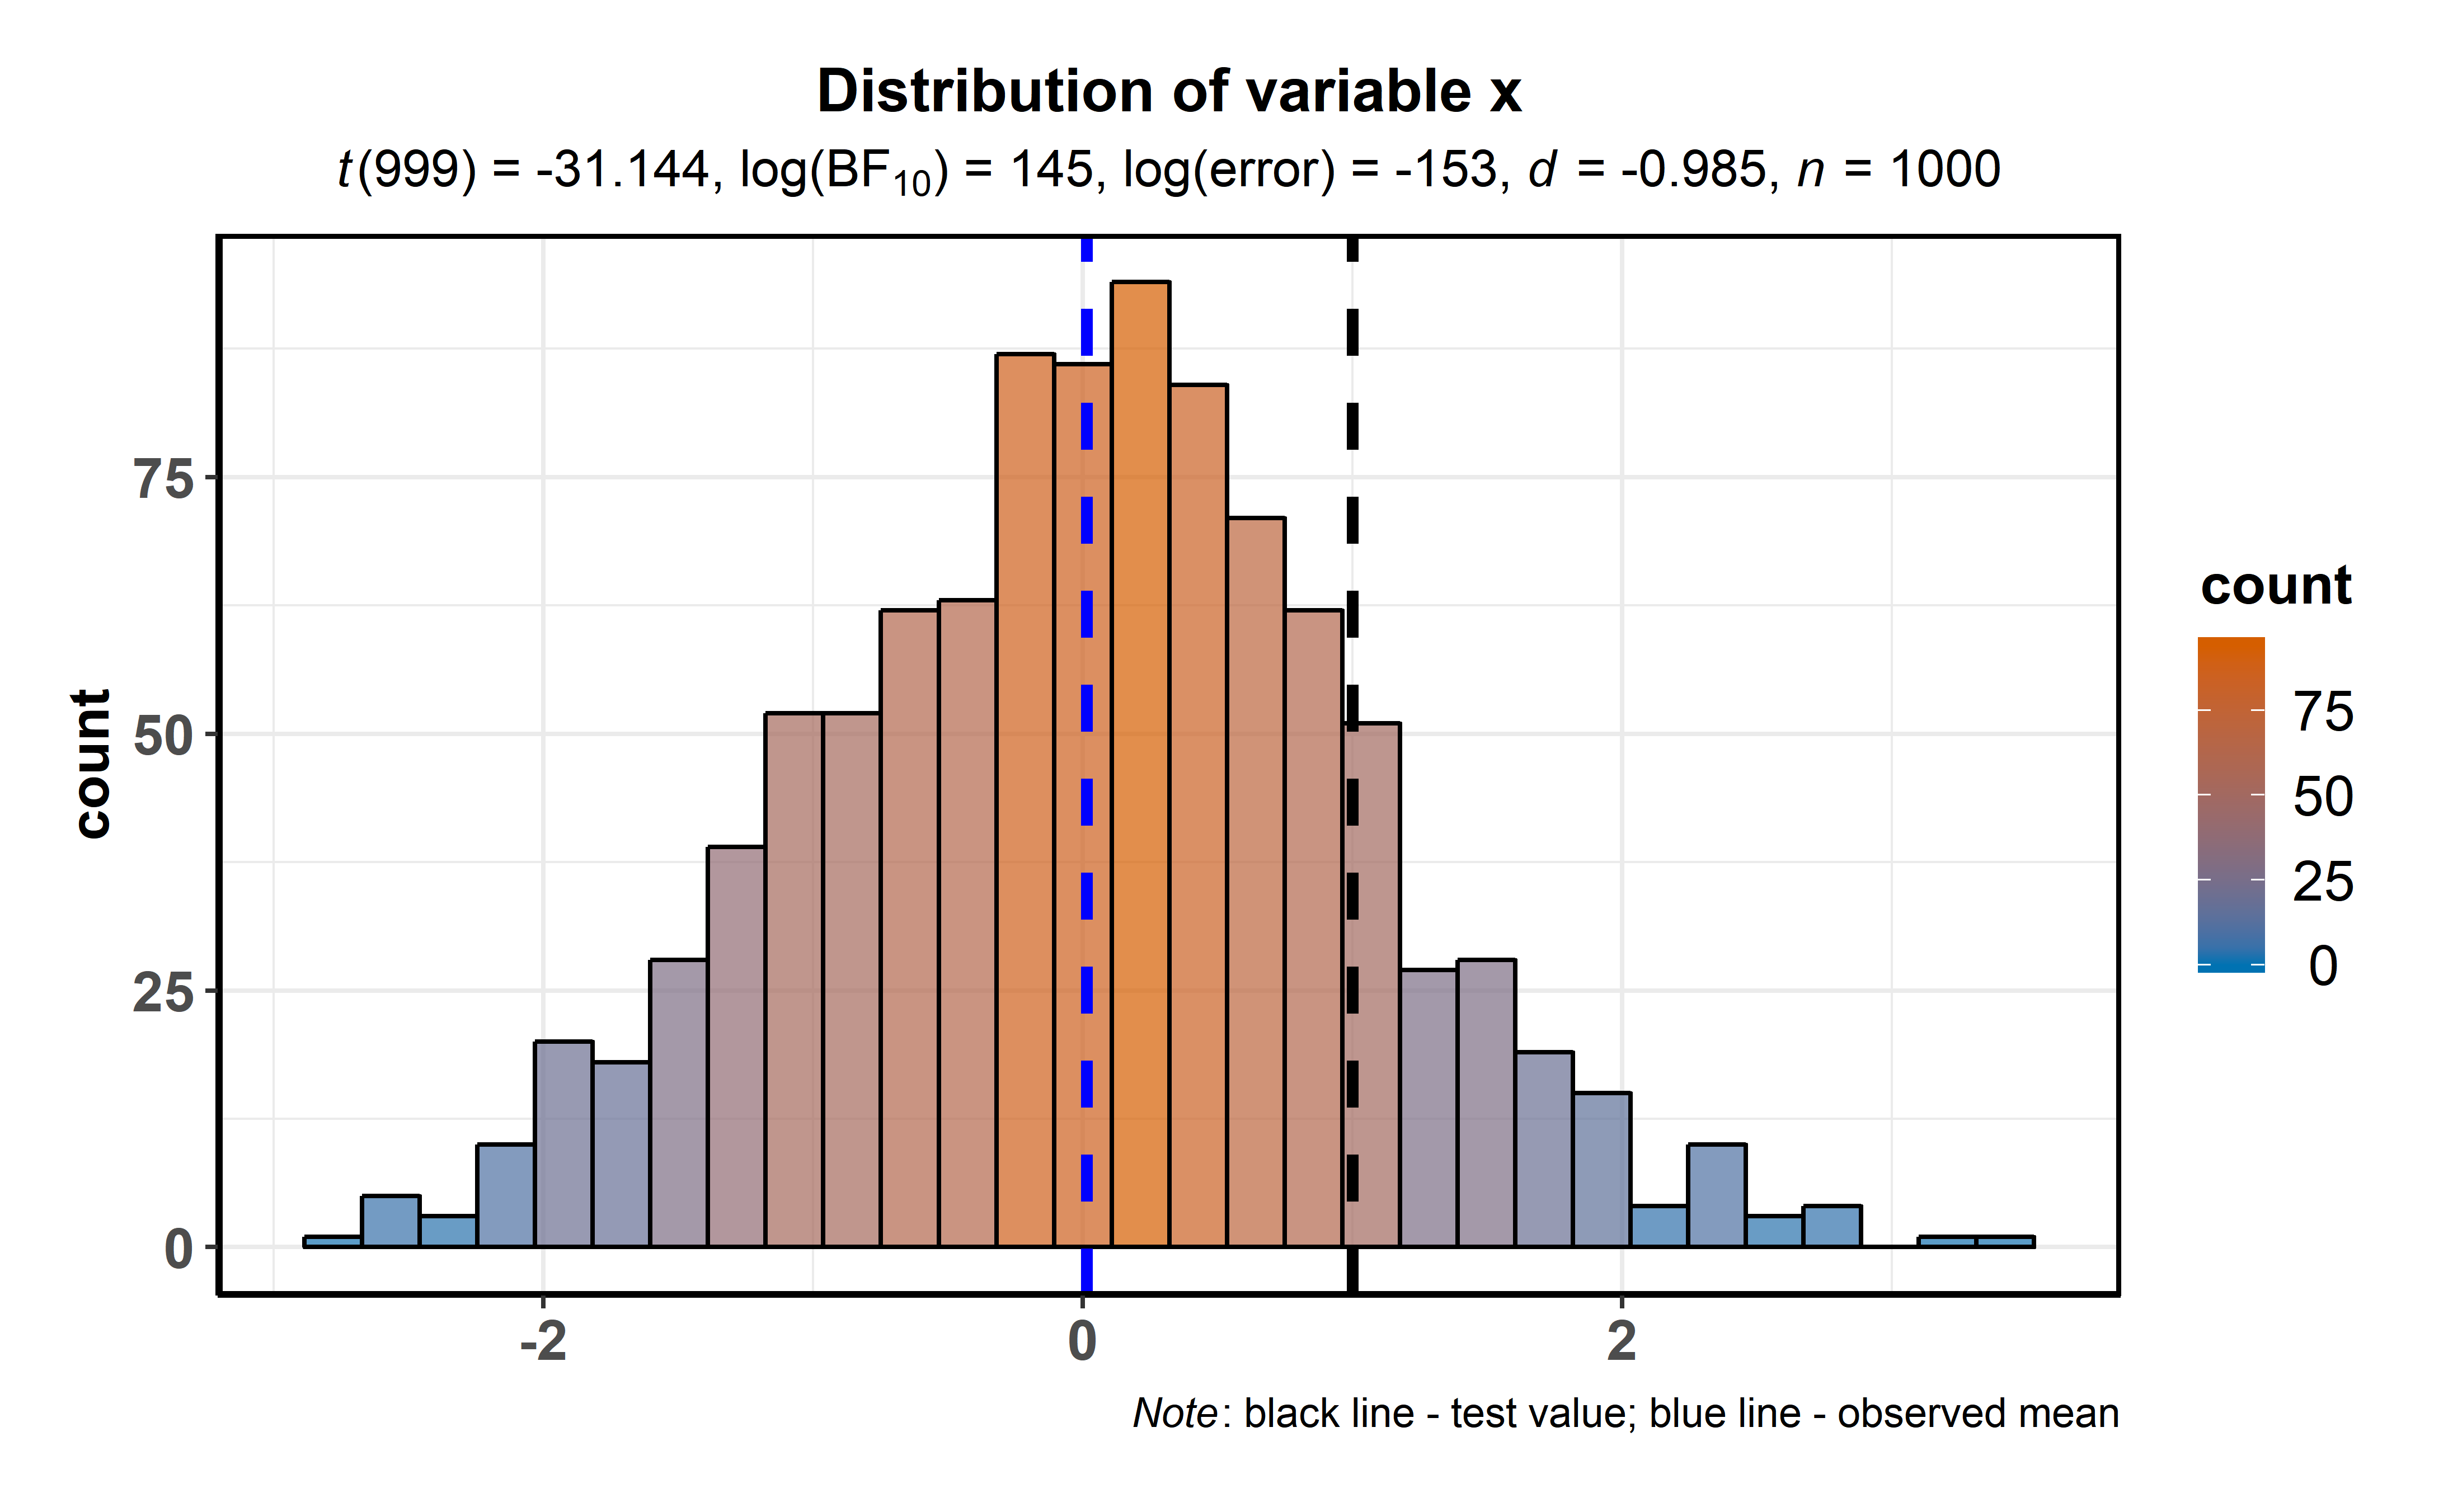 Distribution of variable x
t(999) = -31.144, log(BF₁₀) = 145, log(error) = -153, d = -0.985, n = 1000
count
75
50
25
0
-2
0
2
count
75
50
25
0
Note: black line - test value; blue line - observed mean